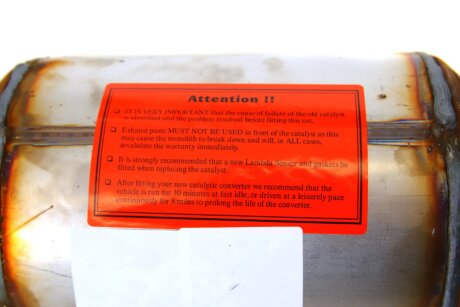 Attention !!
❑ IT IS VERY IMPORTANT that the cause of failure of the old catalyst
is identified and the problem resolved before fitting this cat.
❑ Exhaust paste MUST NOT BE USED in front of the catalyst as this
may cause the monolith to break down and will, in ALL cases,
invalidate the warranty immediately.
❑ It is strongly recommended that a new Lambda Sensor and gaskets be
fitted when replacing the catalyst.
❑ After fitting your new catalytic converter we recommend that the
vehicle is run for 10 minutes at fast idle, or driven at a leisurely pace
continuously for 8 miles to prolong the life of the converter.